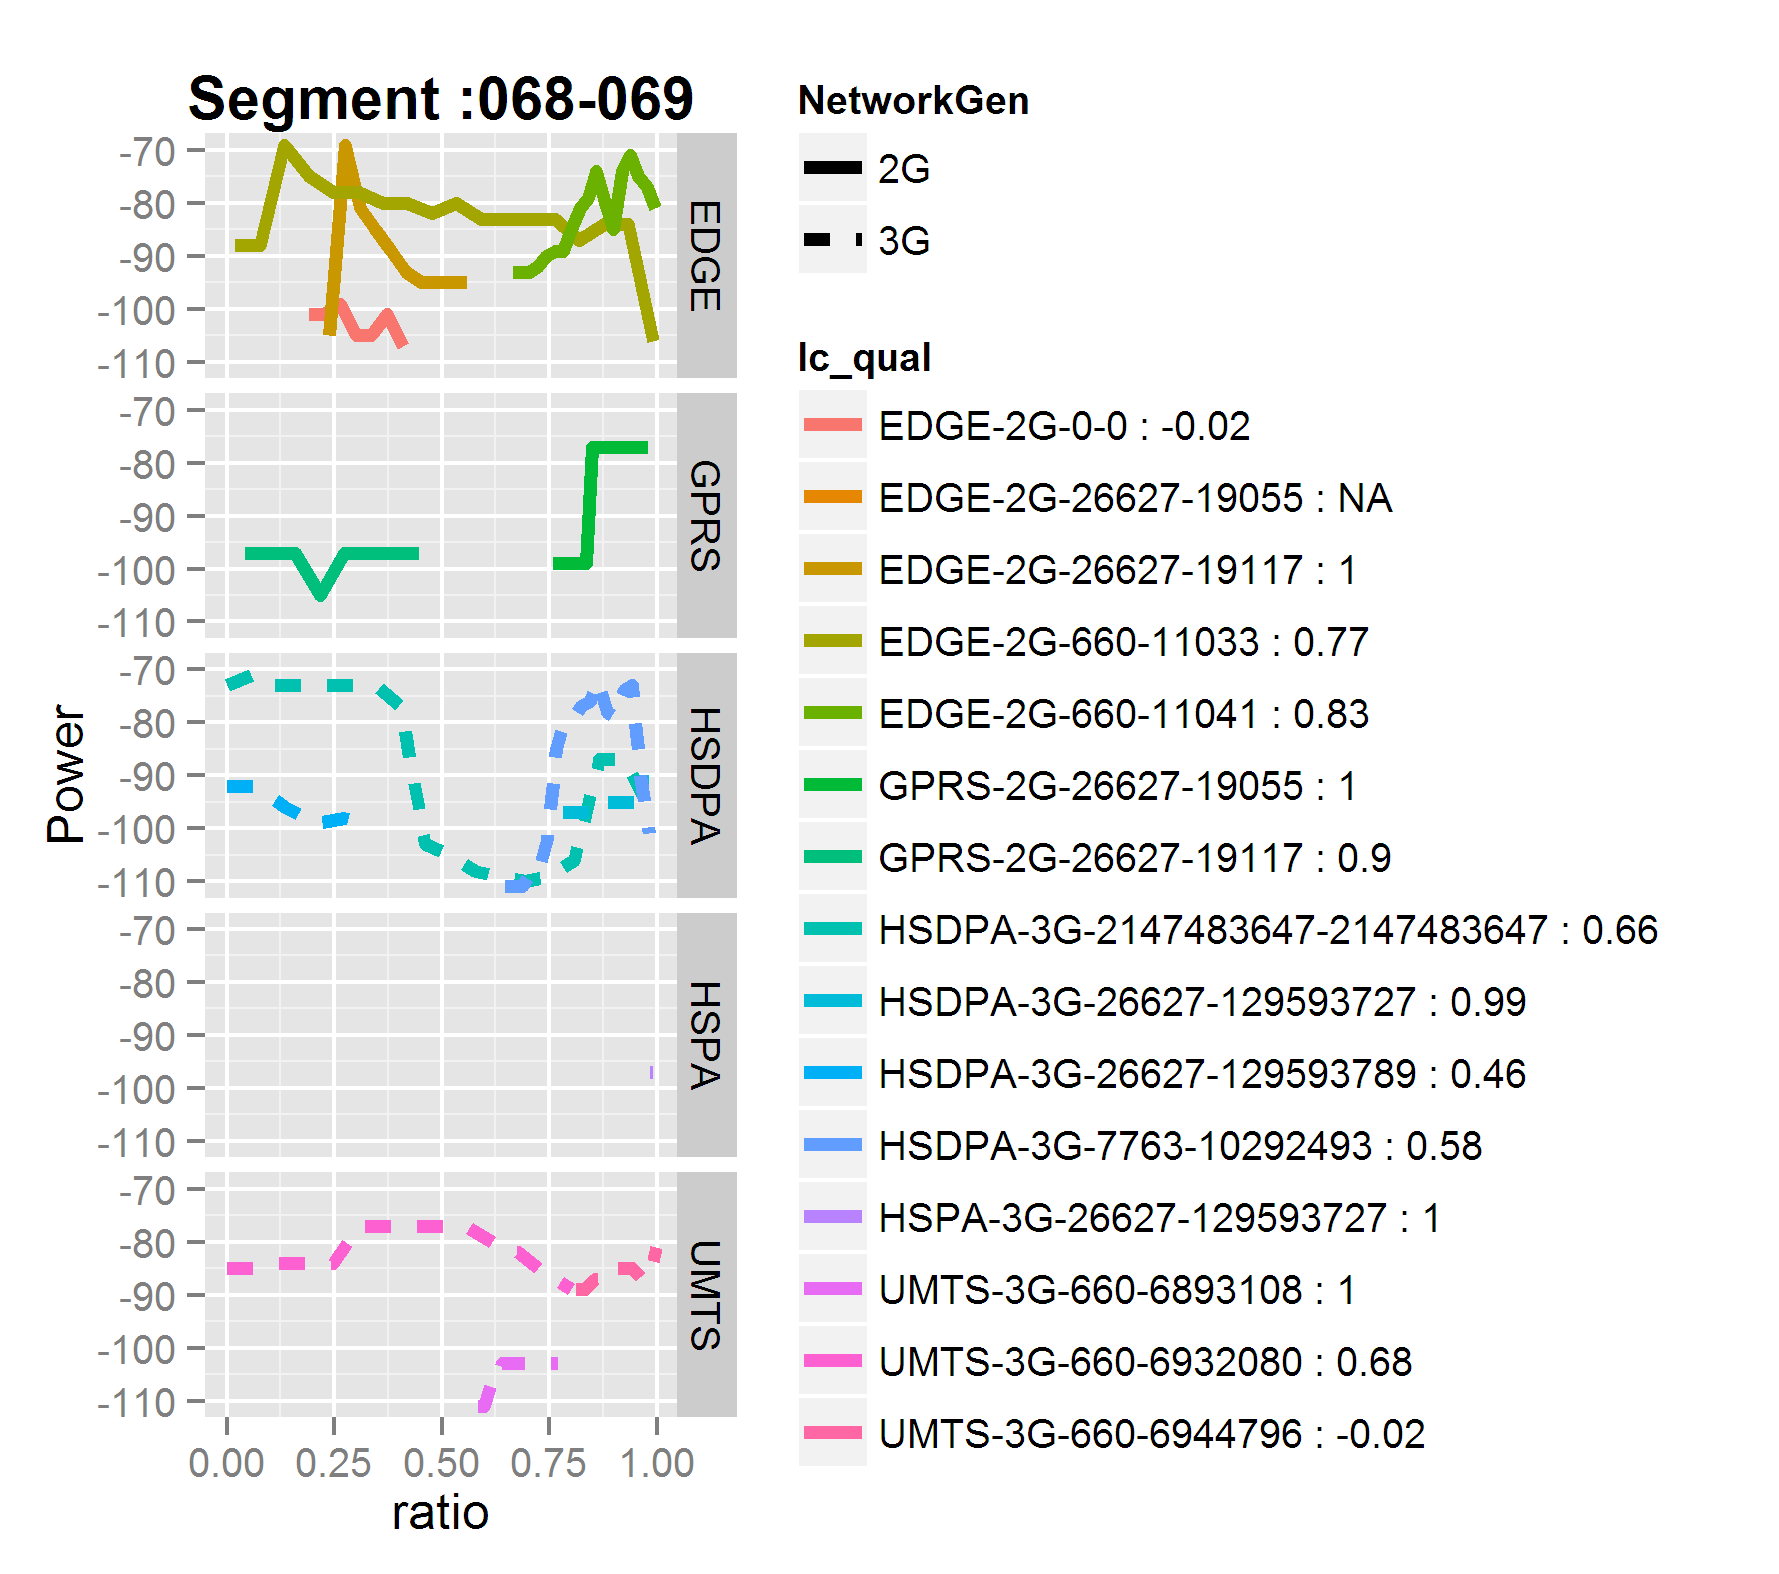 Segment :068-069
-70
-80
-90
-100
-110
EDGE
-70
-80
-90
-100
-110
GPRS
-70
-80
-90
-100
-110
HSDPA
-70
-80
-90
-100
-110
HSPA
-70
-80
-90
-100
-110
UMTS
Power
0.00 0.25 0.50 0.75 1.00
ratio
NetworkGen
2G
3G
lc_qual
EDGE-2G-0-0 : -0.02
EDGE-2G-26627-19055 : NA
EDGE-2G-26627-19117 : 1
EDGE-2G-660-11033 : 0.77
EDGE-2G-660-11041 : 0.83
GPRS-2G-26627-19055 : 1
GPRS-2G-26627-19117 : 0.9
HSDPA-3G-2147483647-2147483647 : 0.66
HSDPA-3G-26627-129593727 : 0.99
HSDPA-3G-26627-129593789 : 0.46
HSDPA-3G-7763-10292493 : 0.58
HSPA-3G-26627-129593727 : 1
UMTS-3G-660-6893108 : 1
UMTS-3G-660-6932080 : 0.68
UMTS-3G-660-6944796 : -0.02